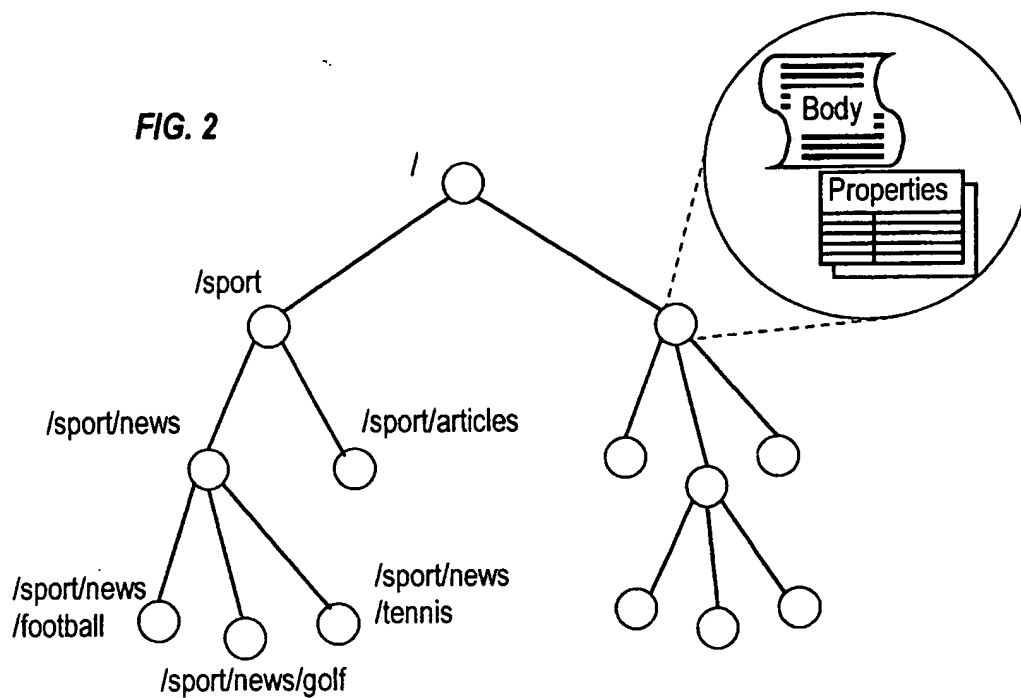 FIG. 2
Body
Properties
/
/sport
/sport/news
/sport/articles
/sport/news
/football
/sport/news
/tennis
/sport/news/golf